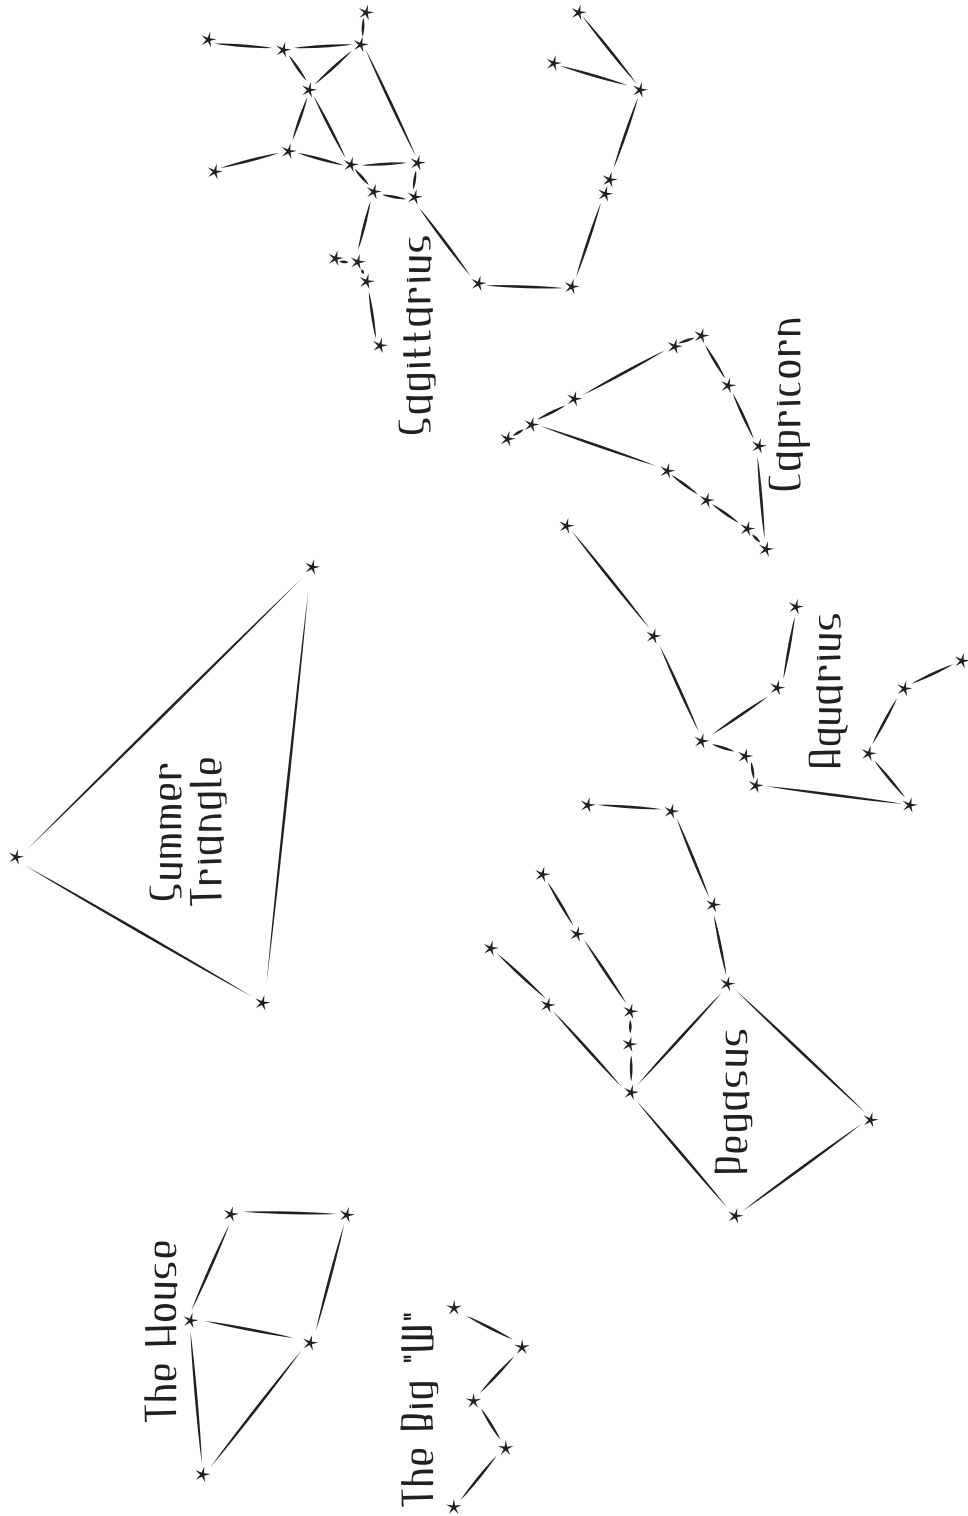 The House
The Big "W"
Summer
Triangle
Pegasus
Aquarius
Sagittarius
Capricorn